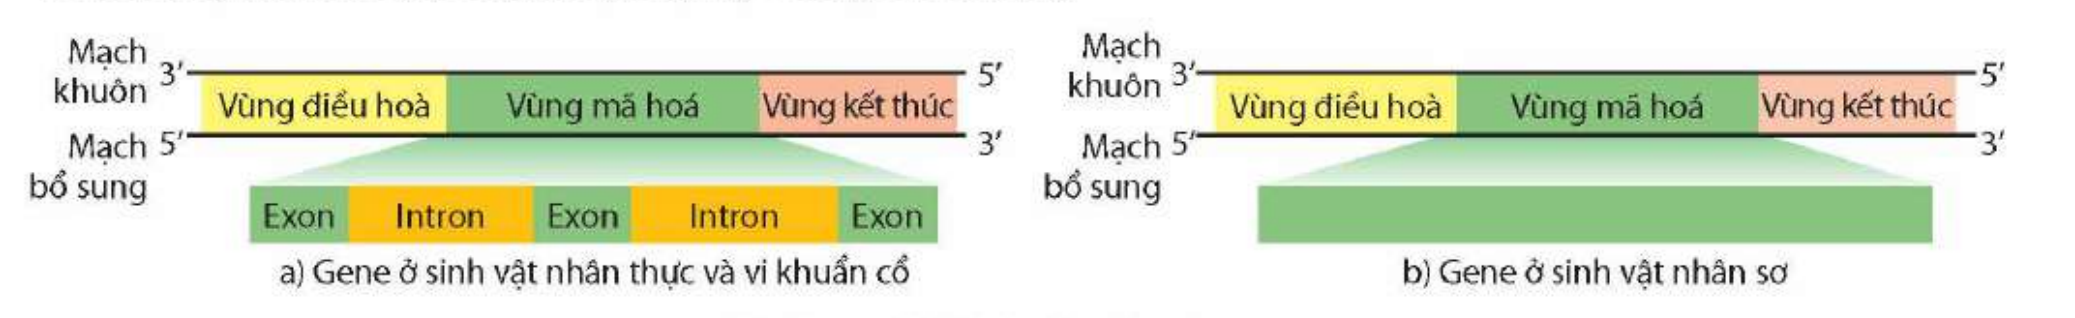 Mạch khuôn 3' 5'
Vùng điều hoà Vùng mã hoá Vùng kết thúc
Mạch bổ sung 5' 3'
Exon Intron Exon Intron Exon
a) Gene ở sinh vật nhân thực và vi khuẩn cổ
Mạch khuôn 3' 5'
Vùng điều hoà Vùng mã hoá Vùng kết thúc
Mạch bổ sung 5' 3'
b) Gene ở sinh vật nhân sơ